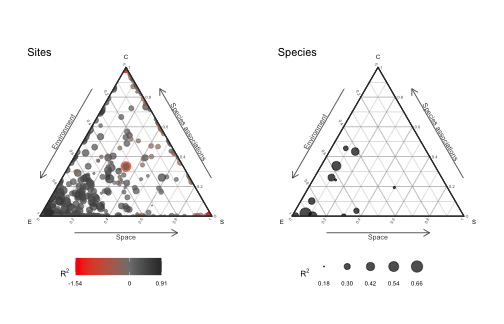 Sites
Species
C
C
Environment
Species associations
Environment
Species associations
E
S
E
S
Space
Space
R2
-1.54
0
0.91
R2
0.18
0.30
0.42
0.54
0.66